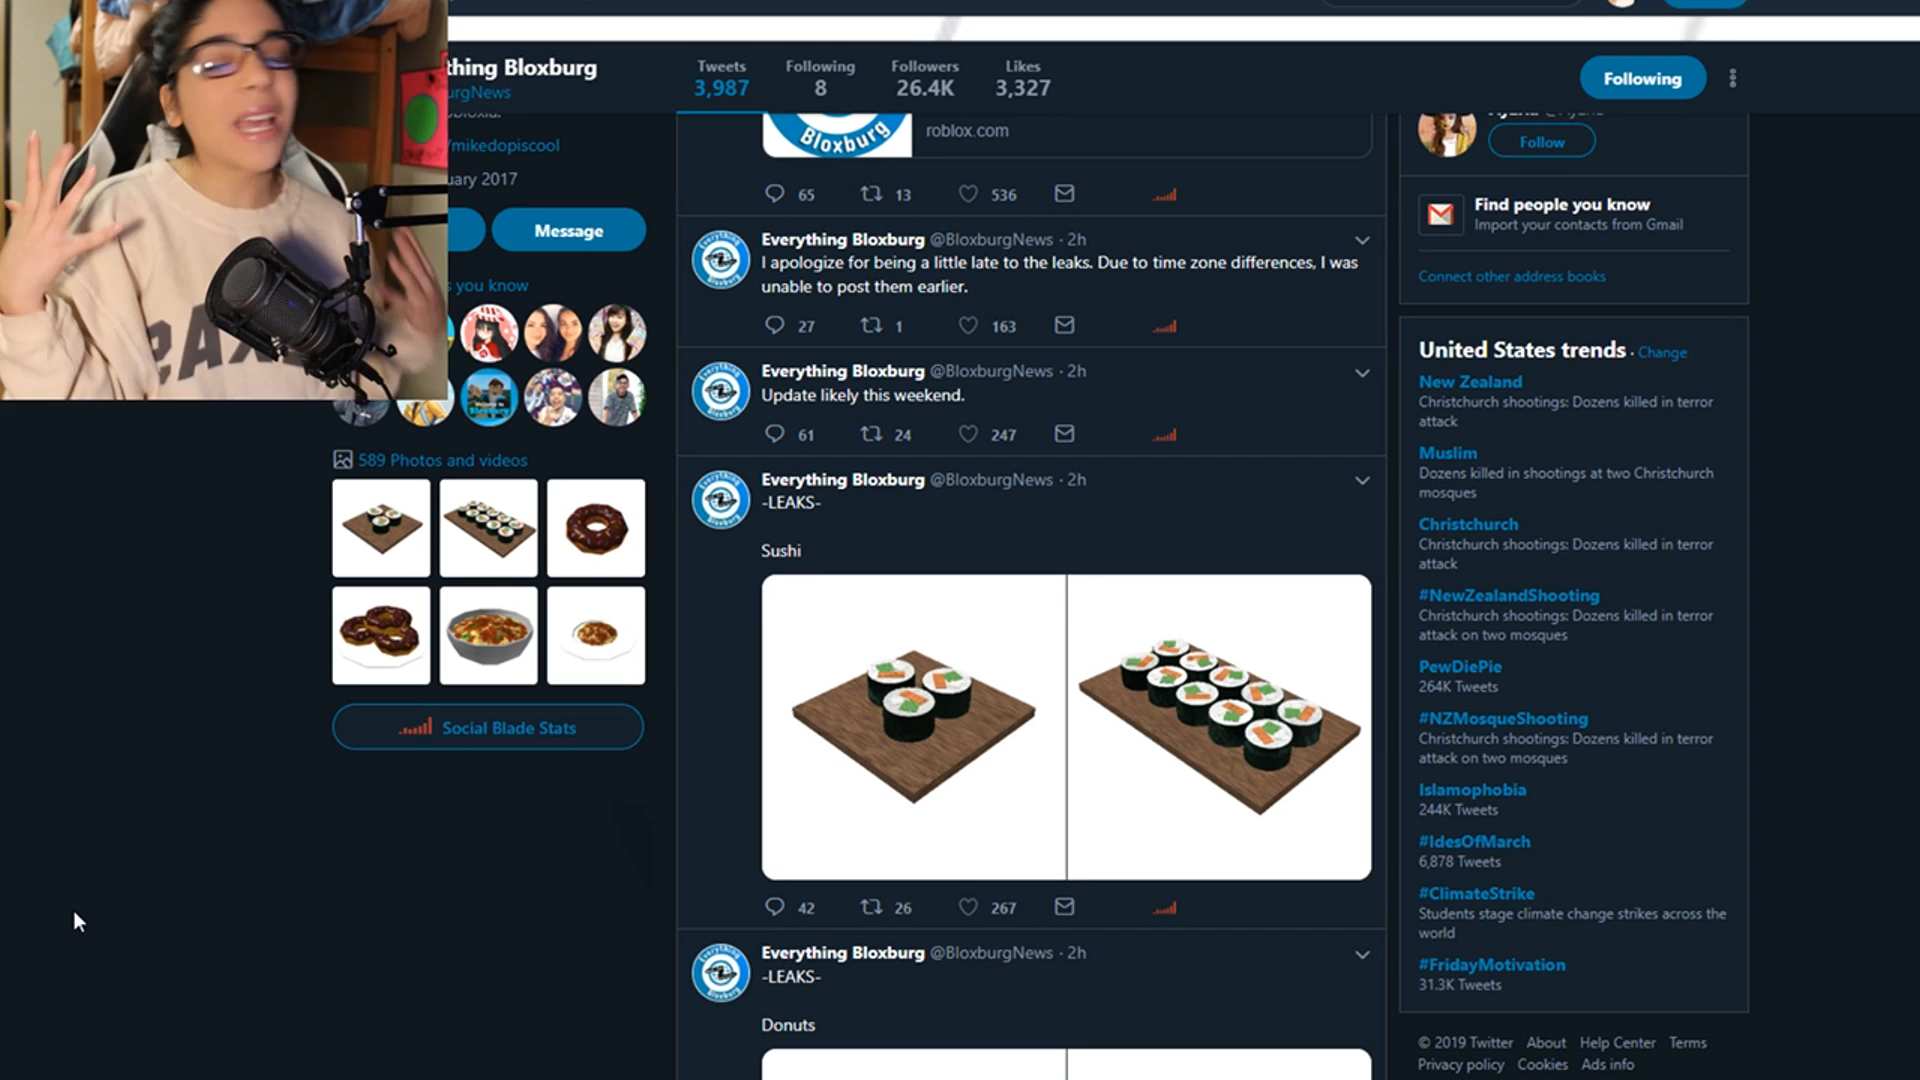 thing Bloxburg
urgNews
Tweets
3,987
Following
8
Followers
26.4K
Likes
3,327
Following
/mikedopiscool
uary 2017
Message
s you know
589 Photos and videos
Social Blade Stats
Bloxburg
roblox.com
65
13
536
Everything Bloxburg @BloxburgNews · 2h
I apologize for being a little late to the leaks. Due to time zone differences, I was
unable to post them earlier.
27
1
163
Everything Bloxburg @BloxburgNews · 2h
Update likely this weekend.
61
24
247
Everything Bloxburg @BloxburgNews · 2h
-LEAKS-
Sushi
42
26
267
Everything Bloxburg @BloxburgNews · 2h
-LEAKS-
Donuts
Follow
Find people you know
Import your contacts from Gmail
Connect other address books
United States trends · Change
New Zealand
Christchurch shootings: Dozens killed in terror
attack
Muslim
Dozens killed in shootings at two Christchurch
mosques
Christchurch
Christchurch shootings: Dozens killed in terror
attack
#NewZealandShooting
Christchurch shootings: Dozens killed in terror
attack on two mosques
PewDiePie
264K Tweets
#NZMosqueShooting
Christchurch shootings: Dozens killed in terror
attack on two mosques
Islamophobia
244K Tweets
#IdesOfMarch
6,878 Tweets
#ClimateStrike
Students stage climate change strikes across the
world
#FridayMotivation
31.3K Tweets
© 2019 Twitter About Help Center Terms
Privacy policy Cookies Ads info